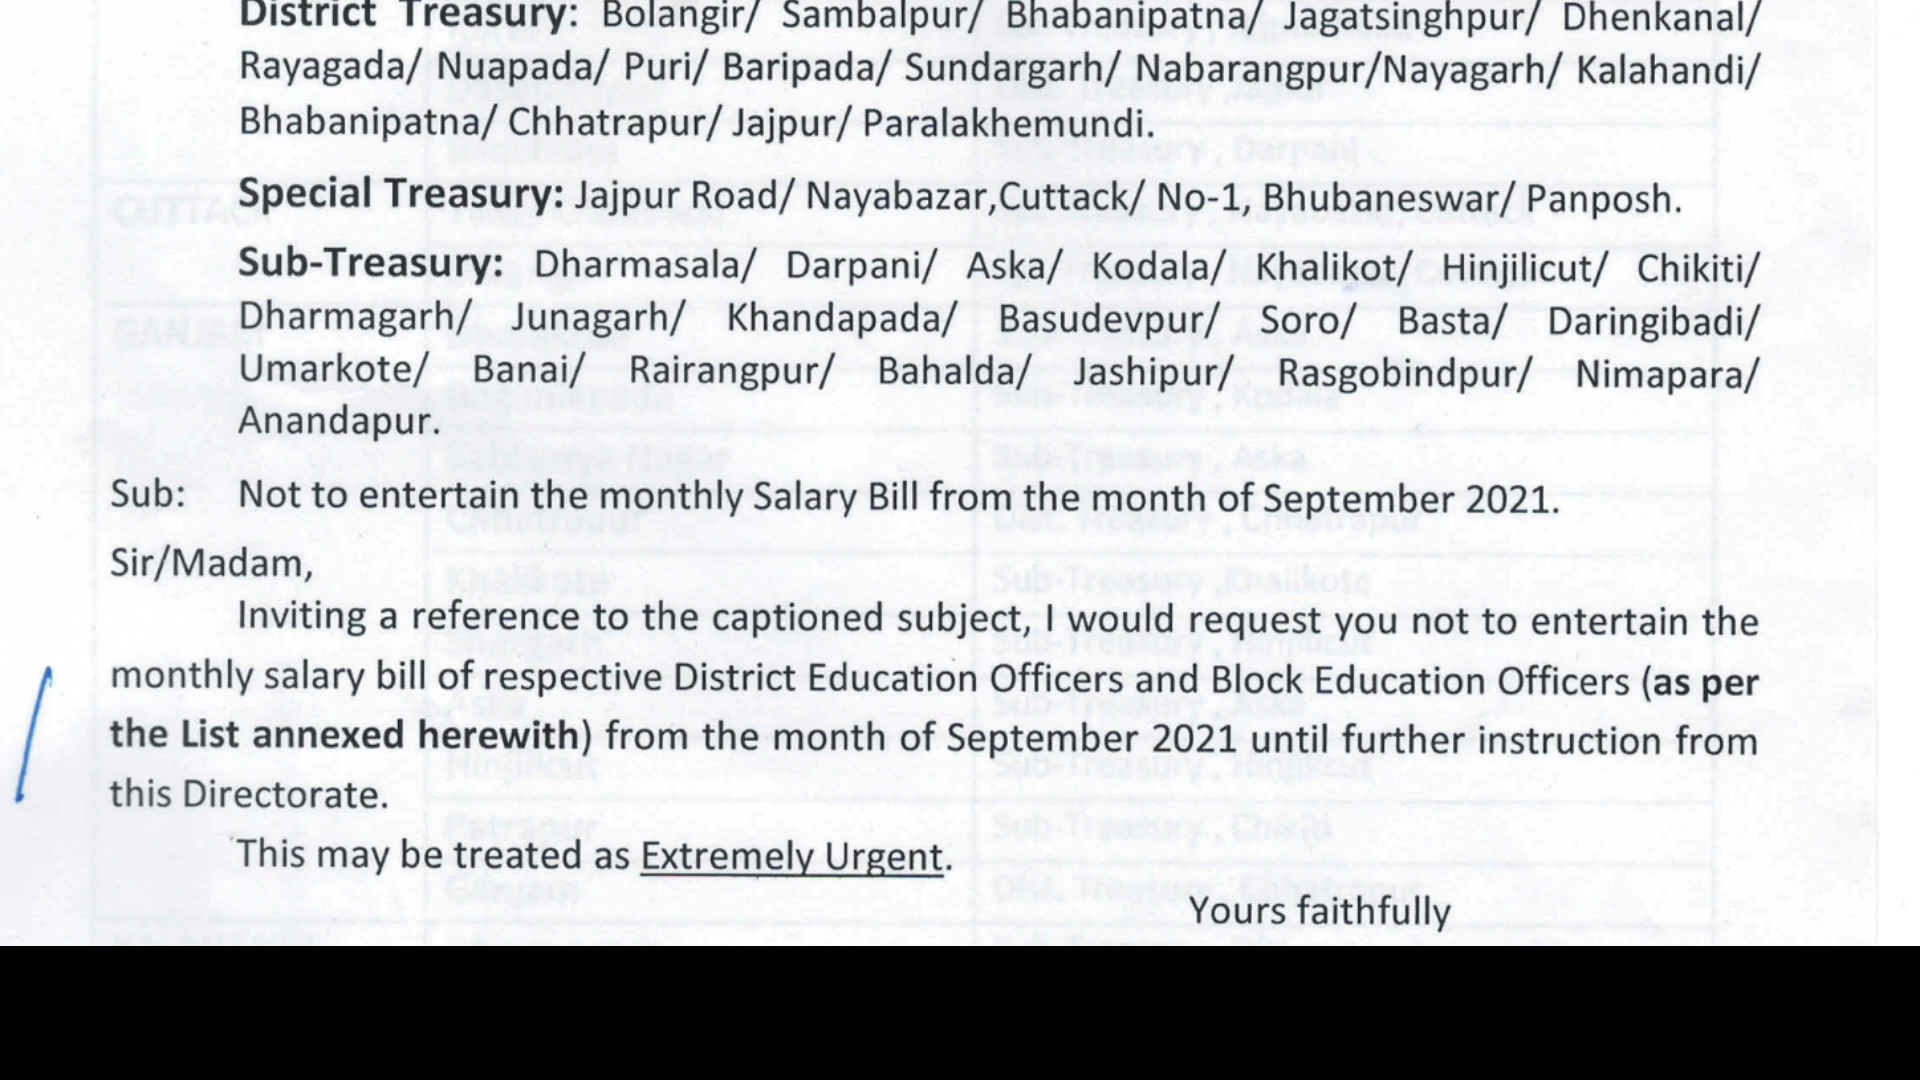 District Treasury: Bolangir/ Sambalpur/ Bhabanipatna/ Jagatsinghpur/ Dhenkanal/
Rayagada/ Nuapada/ Puri/ Baripada/ Sundargarh/ Nabarangpur/Nayagarh/ Kalahandi/
Bhabanipatna/ Chhatrapur/ Jajpur/ Paralakhemundi.
Special Treasury: Jajpur Road/ Nayabazar,Cuttack/ No-1, Bhubaneswar/ Panposh.
Sub-Treasury: Dharmasala/ Darpani/ Aska/ Kodala/ Khalikot/ Hinjilicut/ Chikiti/
Dharmagarh/ Junagarh/ Khandapada/ Basudevpur/ Soro/ Basta/ Daringibadi/
Umarkote/ Banai/ Rairangpur/ Bahalda/ Jashipur/ Rasgobindpur/ Nimapara/
Anandapur.
Sub: Not to entertain the monthly Salary Bill from the month of September 2021.
Sir/Madam,
Inviting a reference to the captioned subject, I would request you not to entertain the
monthly salary bill of respective District Education Officers and Block Education Officers (as per
the List annexed herewith) from the month of September 2021 until further instruction from
this Directorate.
This may be treated as Extremely Urgent.
Yours faithfully